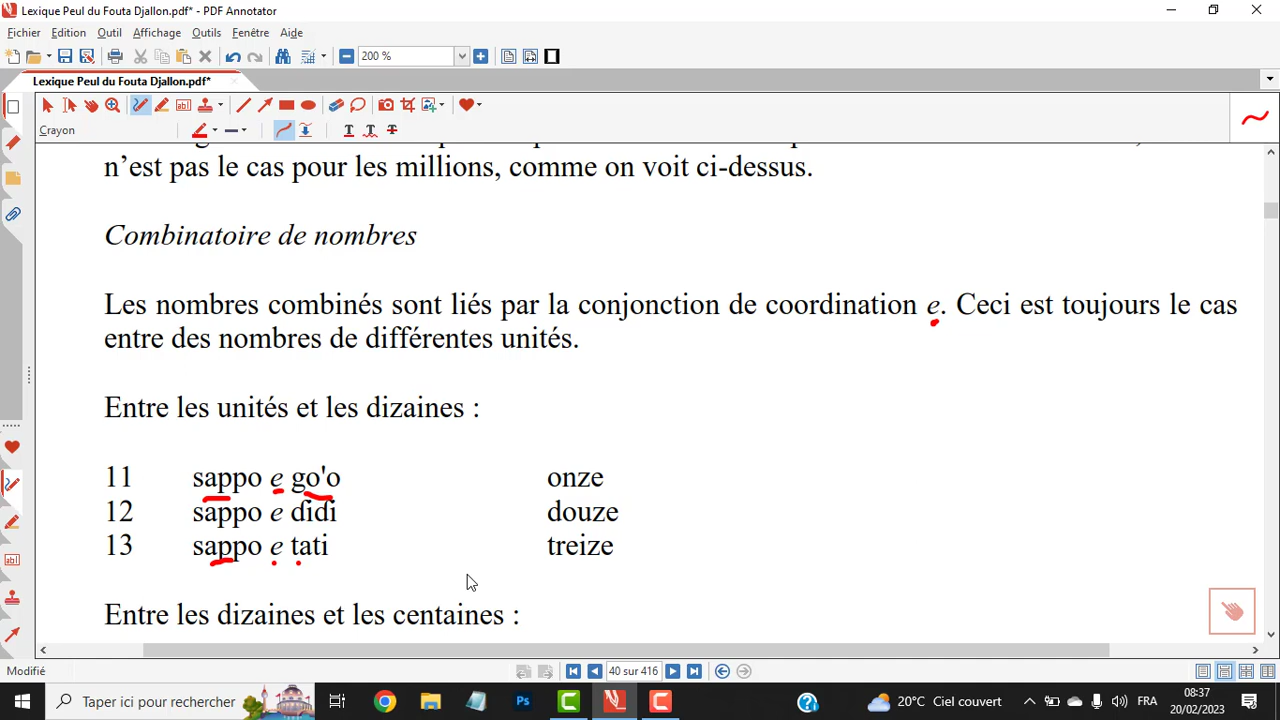 Lexique Peul du Fouta Djallon.pdf* - PDF Annotator
Fichier Edition Outil Affichage Outils Fenêtre Aide
200 %
Lexique Peul du Fouta Djallon.pdf*
Crayon
n’est pas le cas pour les millions, comme on voit ci-dessus.
Combinatoire de nombres
Les nombres combinés sont liés par la conjonction de coordination e. Ceci est toujours le cas
entre des nombres de différentes unités.
Entre les unités et les dizaines :
11 sappo e go'o onze
12 sappo e didi douze
13 sappo e tati treize
Entre les dizaines et les centaines :
40 sur 416
Modifié
Taper ici pour rechercher
20°C Ciel couvert
FRA
08:37
20/02/2023